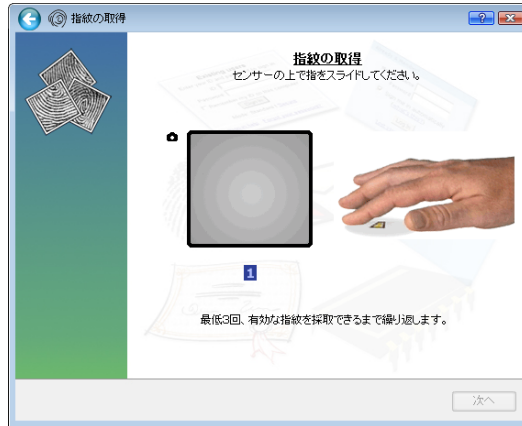 指紋の取得
指紋の取得
センサーの上で指をスライドしてください。
1
最低3回、有効な指紋を採取できるまで繰り返します。
次へ